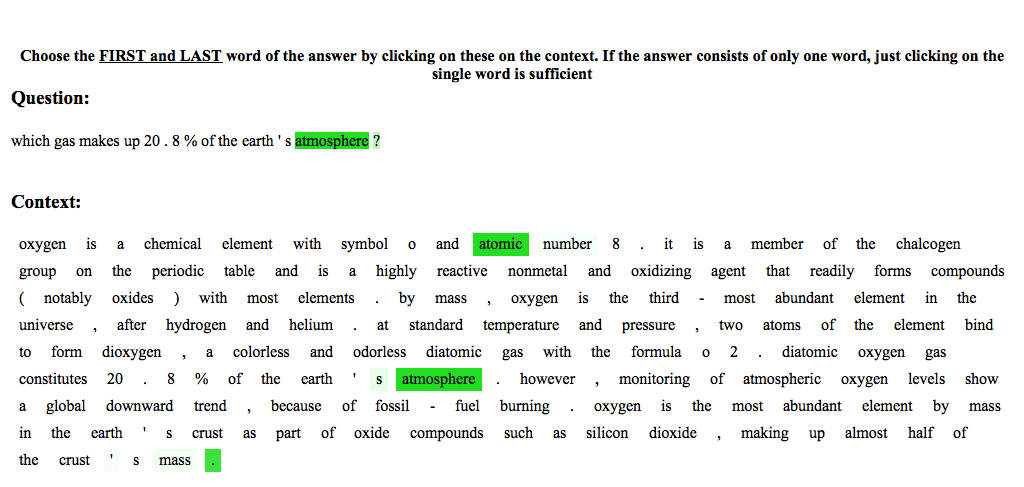 Choose the FIRST and LAST word of the answer by clicking on these on the context. If the answer consists of only one word, just clicking on the
single word is sufficient
Question:
which gas makes up 20 . 8 % of the earth ' s atmosphere ?
Context:
oxygen is a chemical element with symbol o and atomic number 8 . it is a member of the chalcogen
group on the periodic table and is a highly reactive nonmetal and oxidizing agent that readily forms compounds
( notably oxides ) with most elements . by mass , oxygen is the third - most abundant element in the
universe , after hydrogen and helium . at standard temperature and pressure , two atoms of the element bind
to form dioxygen , a colorless and odorless diatomic gas with the formula o 2 . diatomic oxygen gas
constitutes 20 . 8 % of the earth ' s atmosphere . however , monitoring of atmospheric oxygen levels show
a global downward trend , because of fossil - fuel burning . oxygen is the most abundant element by mass
in the earth ' s crust as part of oxide compounds such as silicon dioxide , making up almost half of
the crust ' s mass .